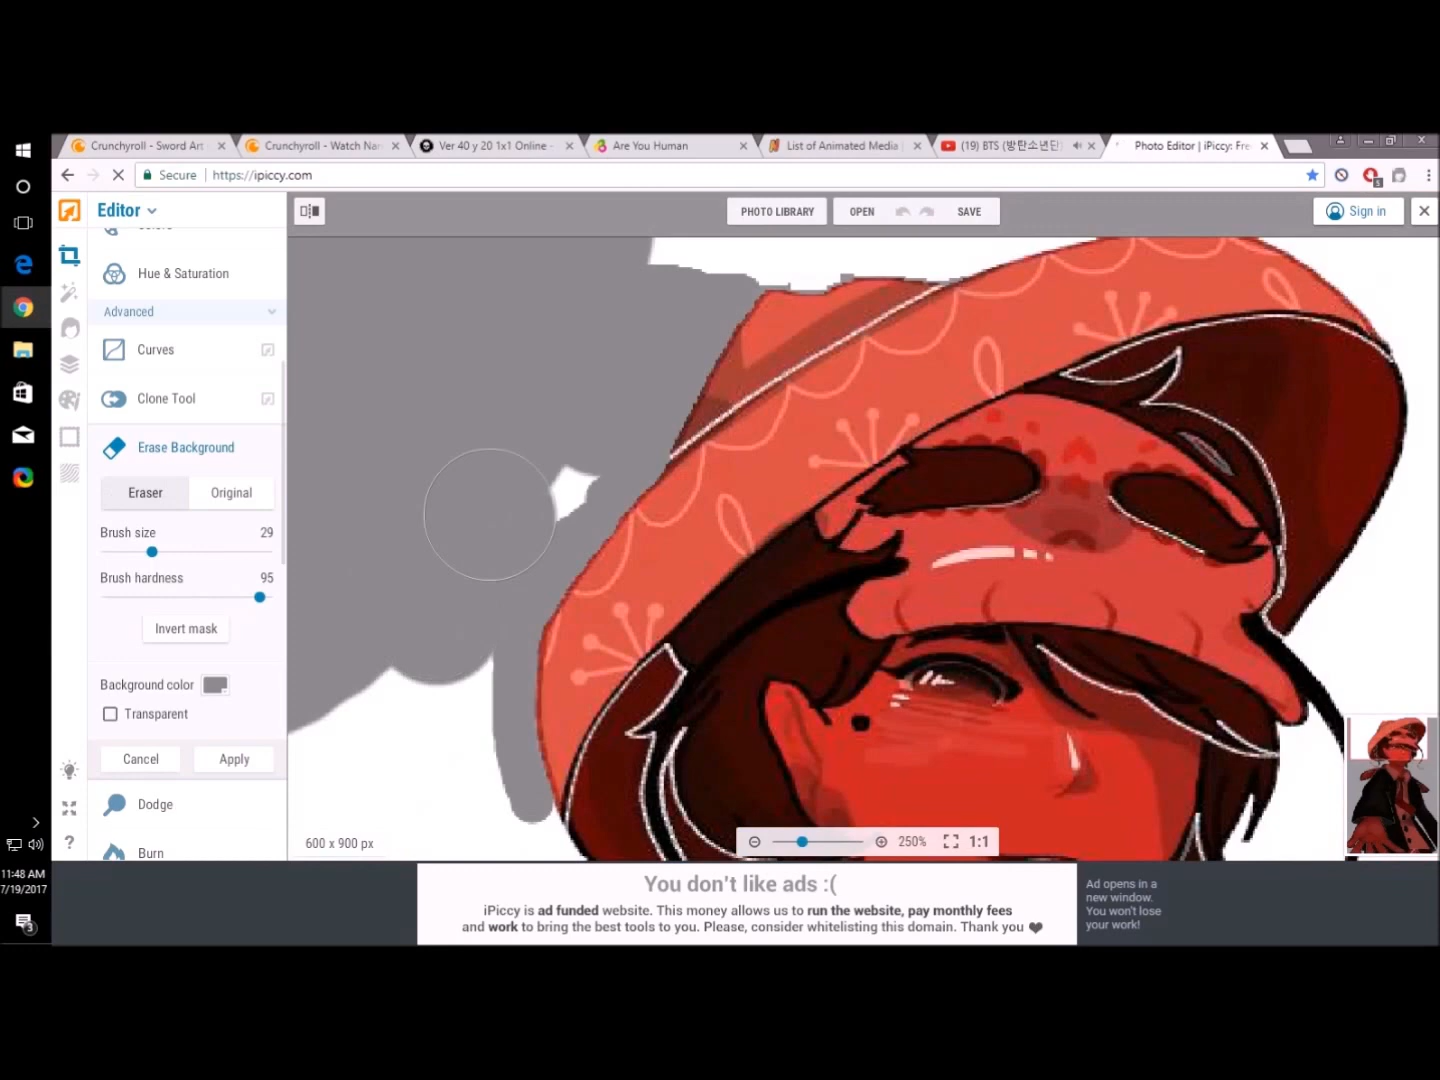 Crunchyroll - Sword Art
Crunchyroll - Watch Nar
Ver 40 y 20 1x1 Online -
Are You Human
List of Animated Media
(19) BTS (방탄소년단
Photo Editor | iPiccy: Fre
Secure
https://ipiccy.com
5
Editor
PHOTO LIBRARY
OPEN
SAVE
Sign in
Hue & Saturation
Advanced
Curves
Clone Tool
Erase Background
Eraser
Original
Brush size 29
Brush hardness 95
Invert mask
Background color
Transparent
Cancel
Apply
Dodge
Burn
?
600 x 900 px
250%
1:1
11:48 AM
7/19/2017
3
You don't like ads :(
iPiccy is ad funded website. This money allows us to run the website, pay monthly fees
and work to bring the best tools to you. Please, consider whitelisting this domain. Thank you ❤
Ad opens in a
new window.
You won't lose
your work!